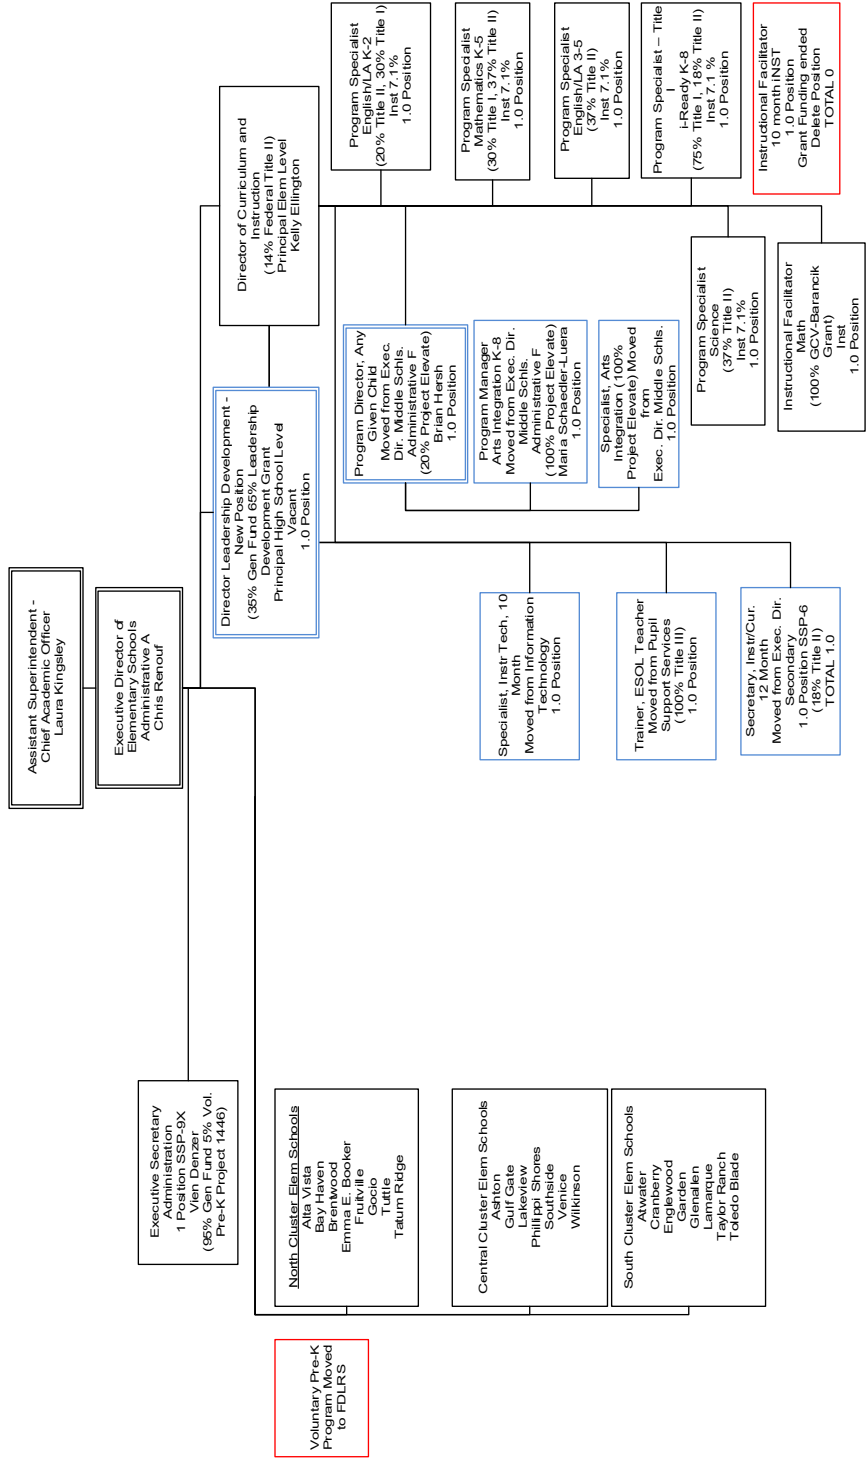 Assistant Superintendent -
Chief Academic Officer
Laura Kingsley
Executive Director of
Elementary Schools
Administrative A
Chris Renouf
Executive Secretary
Administration
1 Position SSP-9X
Vien Denzer
(95% Gen Fund 5% Vol.
Pre-K Project 1446)
Director Leadership Development -
New Position
(35% Gen Fund 65% Leadership
Development Grant
Principal High School Level
Vacant
1.0 Position
Director of Curriculum and
Instruction
(14% Federal Title II)
Principal Elem Level
Kelly Ellington
Voluntary Pre-K
Program Moved
to FDLRS
North Cluster Elem Schools
Alta Vista
Bay Haven
Brentwood
Emma E. Booker
Fruitville
Gocio
Tuttle
Tatum Ridge
Central Cluster Elem Schools
Ashton
Gulf Gate
Lakeview
Phillippi Shores
Southside
Venice
Wilkinson
South Cluster Elem Schools
Atwater
Cranberry
Englewood
Garden
Glenallen
Lamarque
Taylor Ranch
Toledo Blade
Specialist, Instr Tech, 10
Month
Moved from Information
Technology
1.0 Position
Trainer, ESOL Teacher
Moved from Pupil
Support Services
(100% Title III)
1.0 Position
Secretary, Instr/Cur.
12 Month
Moved from Exec. Dir.
Secondary
1.0 Position SSP-6
(18% Title II)
TOTAL 1.0
Program Director, Any
Given Child
Moved from Exec.
Dir. Middle Schls.
Administrative F
(20% Project Elevate)
Brian Hersh
1.0 Position
Program Manager
Arts Integration K-8
Moved from Exec. Dir.
Middle Schls.
Administrative F
(100% Project Elevate)
Maria Schaedler-Luera
1.0 Position
Specialist, Arts
Integration (100%
Project Elevate) Moved
from
Exec. Dir. Middle Schls.
1.0 Position
Program Specialist
English/LA K-2
(20% Title II, 30% Title I)
Inst 7.1%
1.0 Position
Program Specialist
Mathematics K-5
(30% Title I, 37% Title II)
Inst 7.1%
1.0 Position
Program Specialist
English/LA 3-5
(37% Title II)
Inst 7.1%
1.0 Position
Program Specialist – Title
I
i-Ready K-8
(75% Title I, 18% Title II)
Inst 7.1 %
1.0 Position
Instructional Facilitator
10 month INST
1.0 Position
Grant Funding ended
Delete Position
TOTAL 0
Program Specialist
Science
(37% Title II)
Inst 7.1%
1.0 Position
Instructional Facilitator
Math
(100% GCV-Barancik
Grant)
Inst
1.0 Position